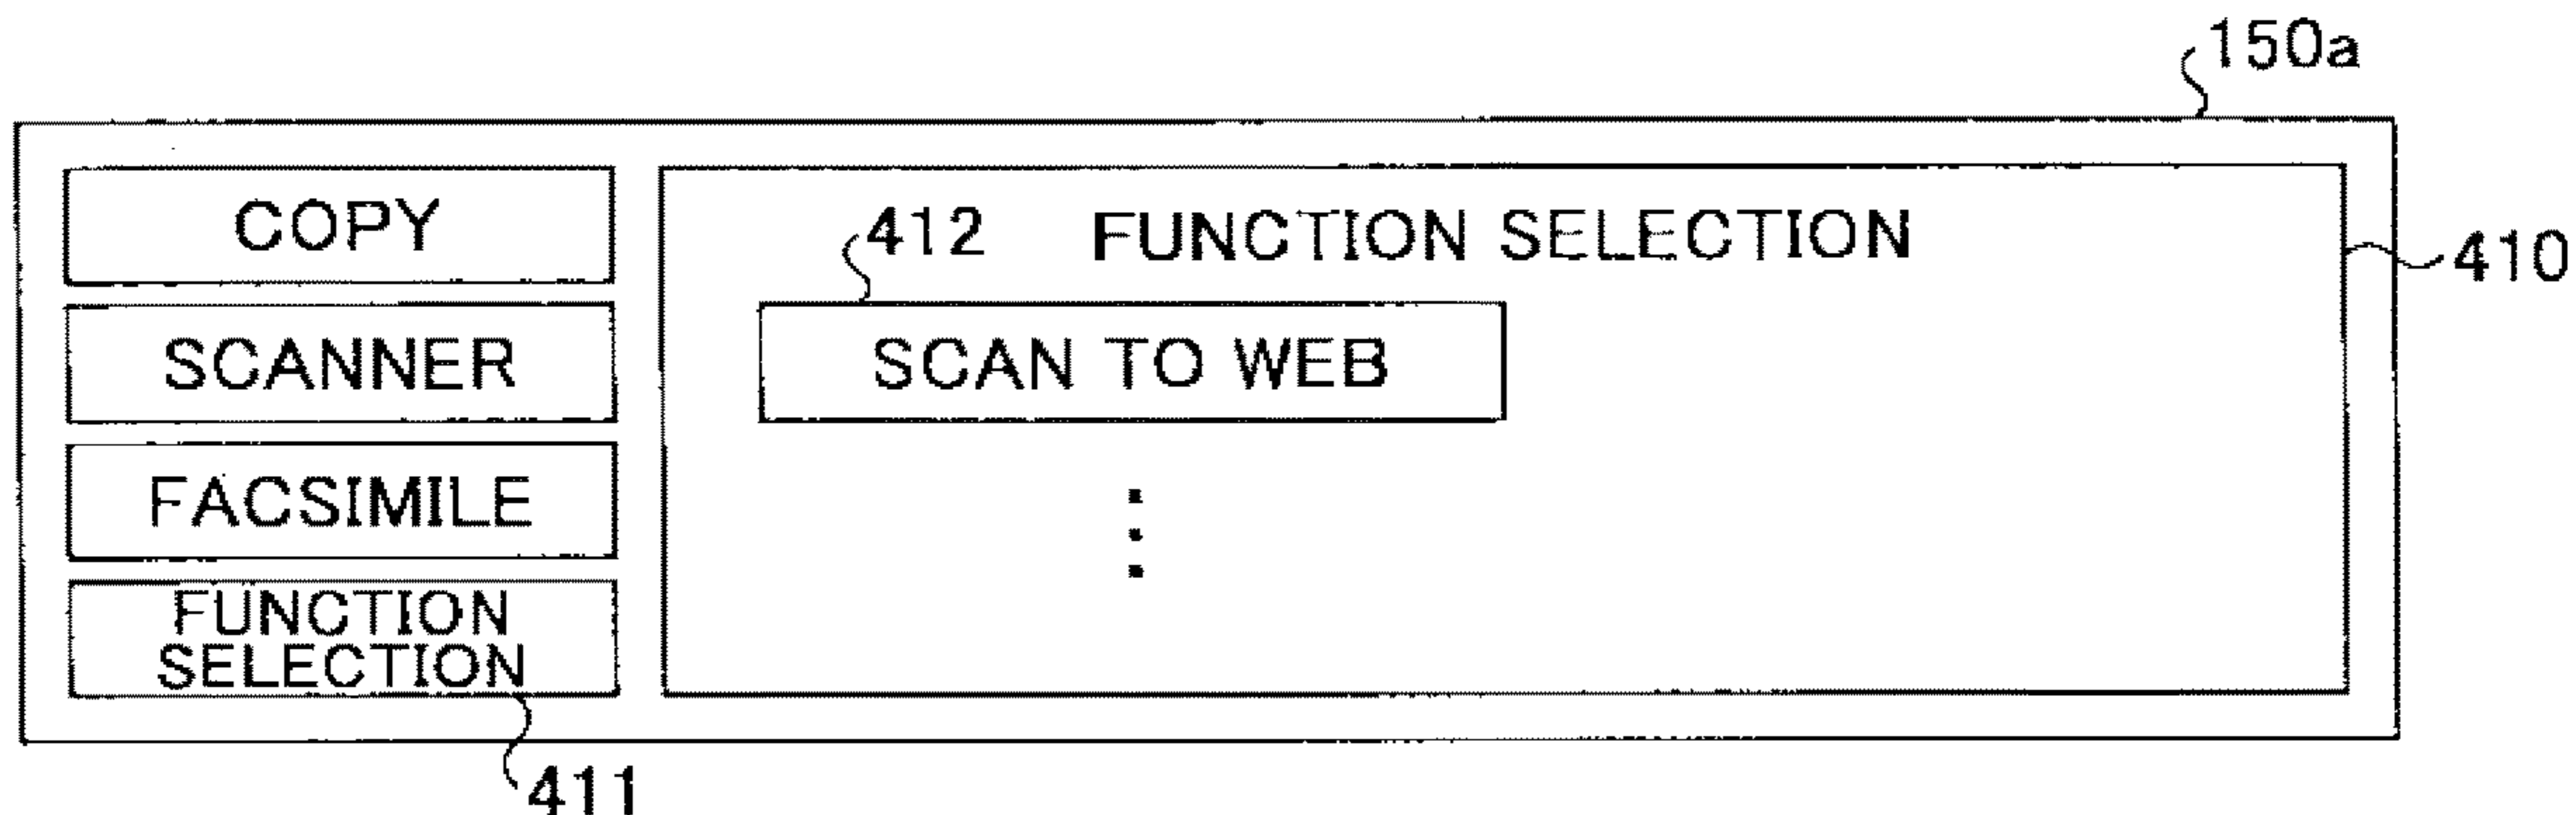 150a
COPY
SCANNER
FACSIMILE
FUNCTION
SELECTION
411
412
FUNCTION SELECTION
410
SCAN TO WEB